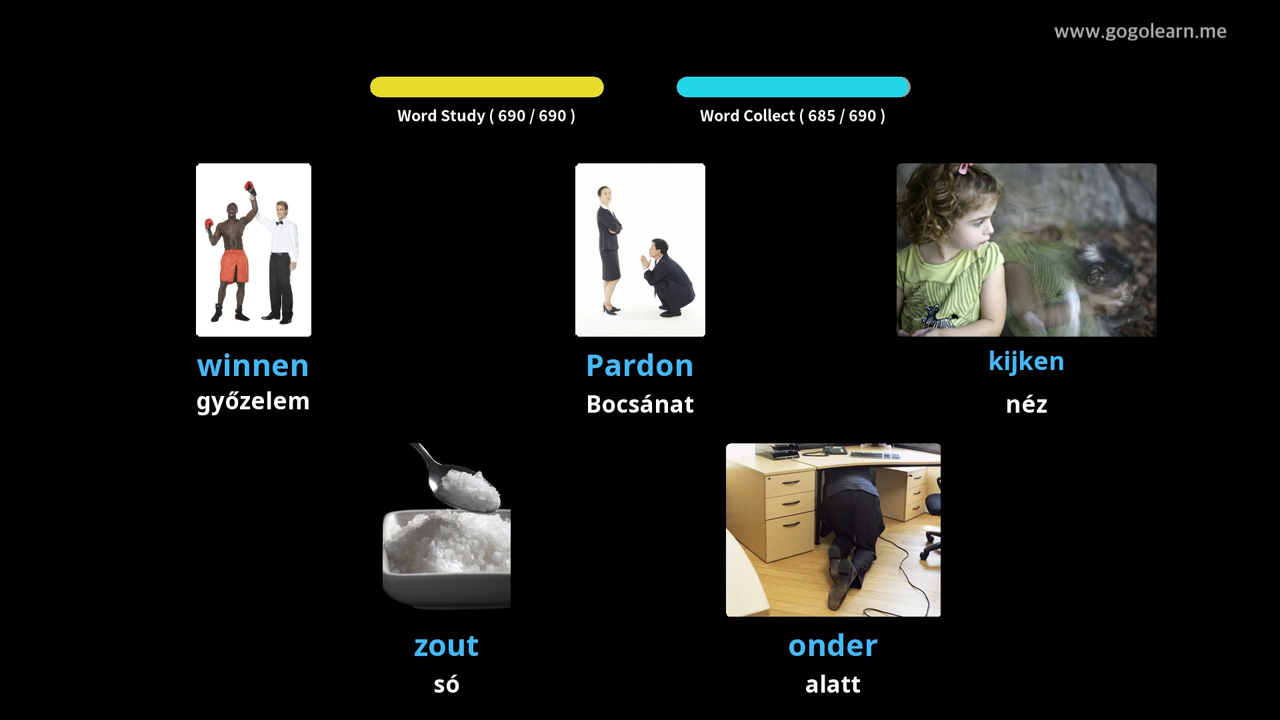 www.gogolearn.me
Word Study ( 690 / 690 )
Word Collect ( 685 / 690 )
winnen
győzelem
Pardon
Bocsánat
kijken
néz
zout
só
onder
alatt